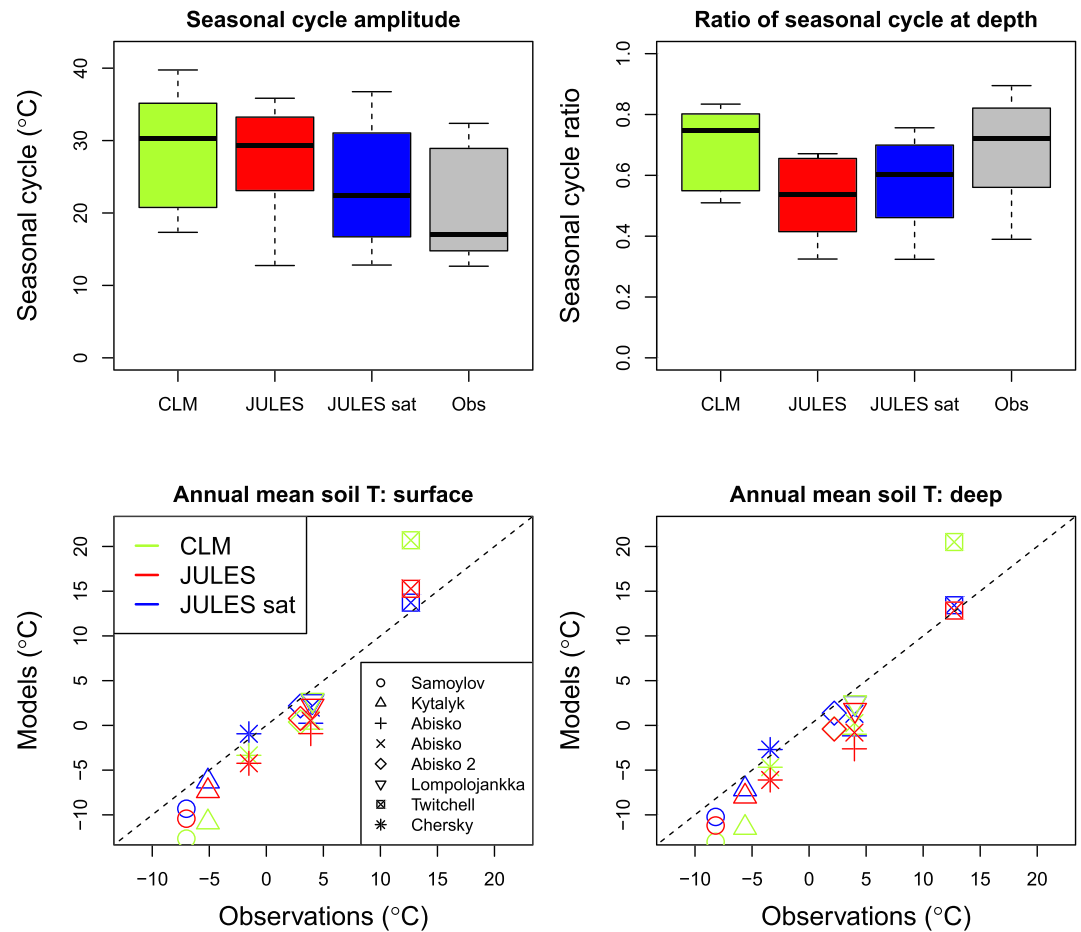 Seasonal cycle amplitude
Seasonal cycle (°C)
0 10 20 30 40
CLM JULES JULES sat Obs
Ratio of seasonal cycle at depth
Seasonal cycle ratio
0.0 0.2 0.4 0.6 0.8 1.0
CLM JULES JULES sat Obs
Annual mean soil T: surface
Models (°C)
−10 −5 0 5 10 15 20
CLM
JULES
JULES sat
Samoylov
Kytalyk
Abisko
Abisko
Abisko 2
Lompolojankka
Twitchell
Chersky
−10 −5 0 5 10 15 20
Observations (°C)
Annual mean soil T: deep
Models (°C)
−10 −5 0 5 10 15 20
−10 −5 0 5 10 15 20
Observations (°C)